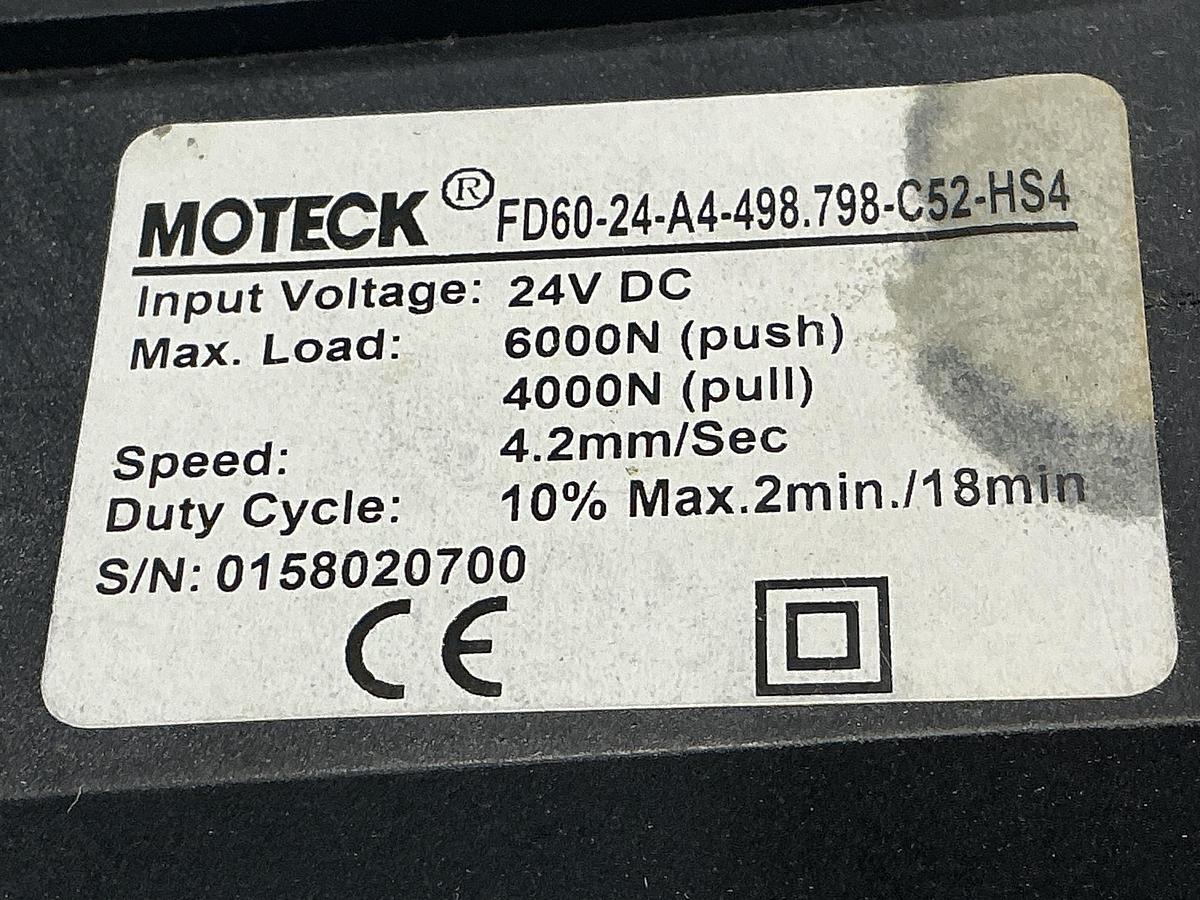 MOTECK ® FD60-24-A4-498.798-C52-HS4
Input Voltage: 24V DC
Max. Load: 6000N (push)
4000N (pull)
Speed: 4.2mm/Sec
Duty Cycle: 10% Max.2min./18min
S/N: 0158020700
CE